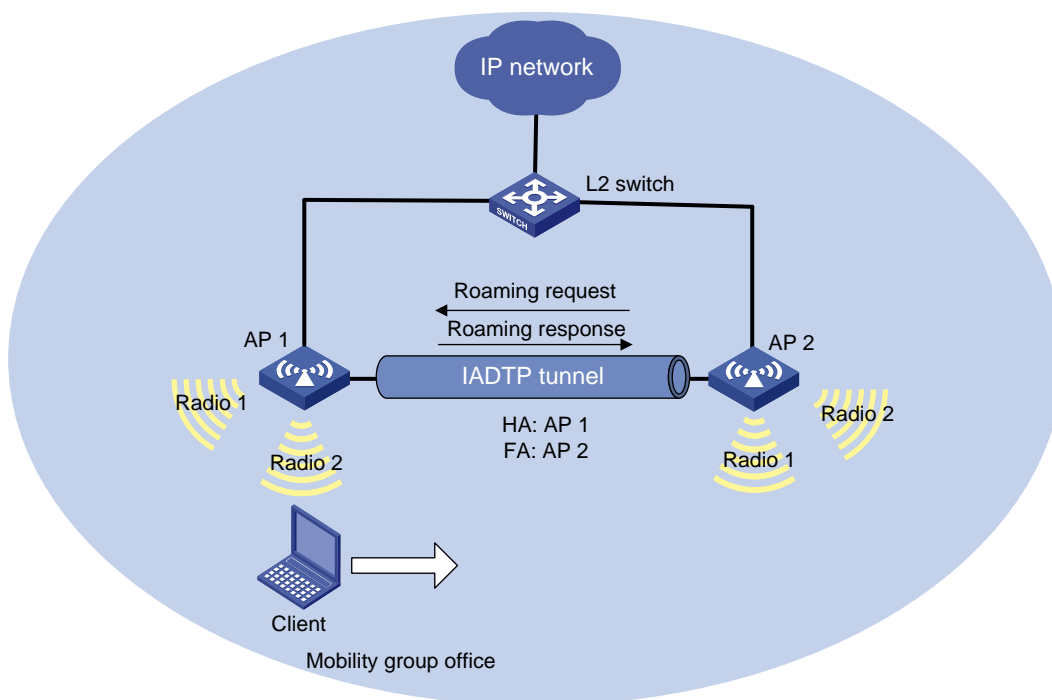 IP network
L2 switch
SWITCH
Roaming request
Roaming response
AP 1
AP 2
IADTP tunnel
Radio 1
Radio 2
HA: AP 1
FA: AP 2
Radio 2
Radio 1
Client
Mobility group office